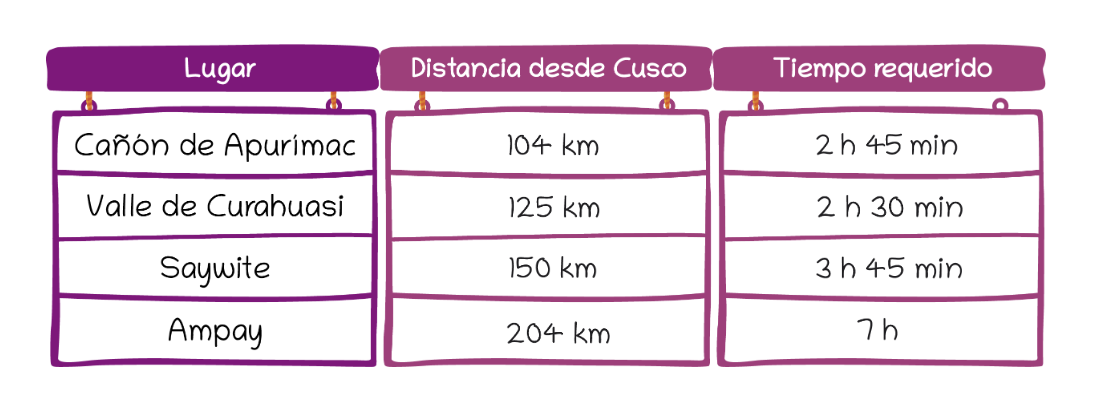 Lugar Distancia desde Cusco Tiempo requerido
Cañón de Apurímac 104 km 2 h 45 min
Valle de Curahuasi 125 km 2 h 30 min
Saywite 150 km 3 h 45 min
Ampay 204 km 7 h